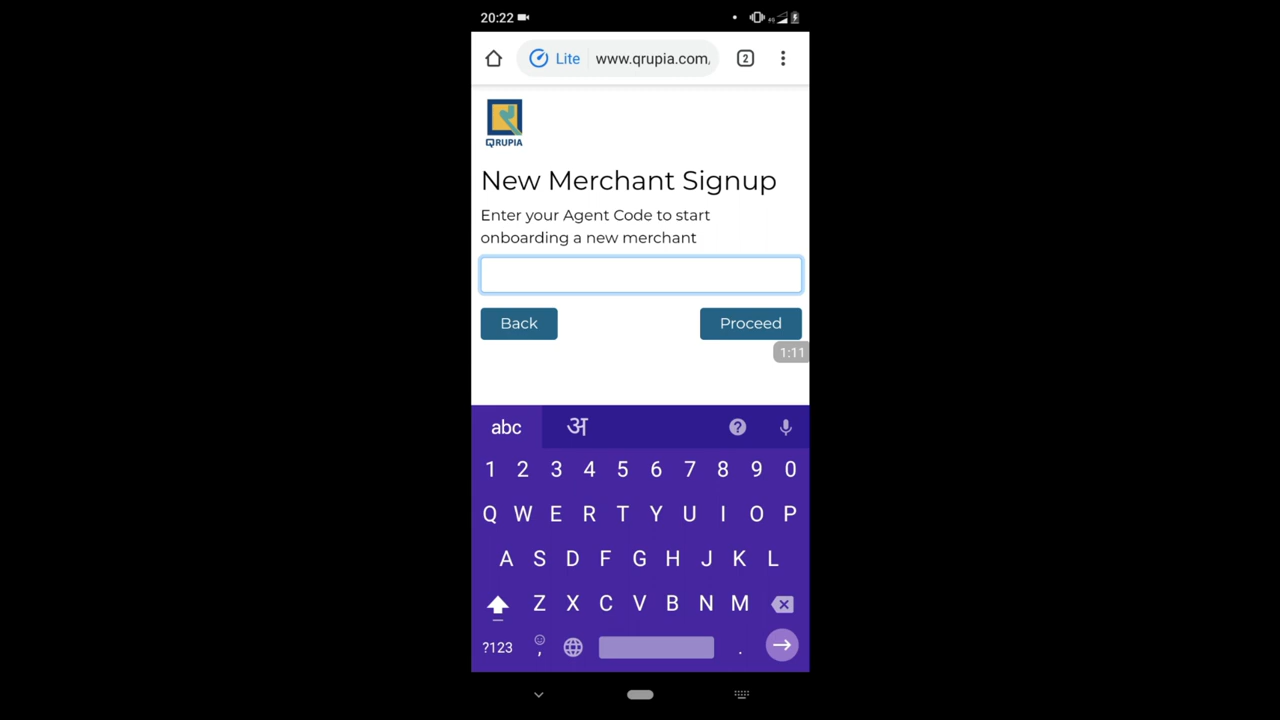 20:22
Lite www.qrupia.com, 2
QRUPIA
New Merchant Signup
Enter your Agent Code to start
onboarding a new merchant
Back Proceed
1:11
abc अ ?
1 2 3 4 5 6 7 8 9 0
Q W E R T Y U I O P
A S D F G H J K L
Z X C V B N M
?123 , .